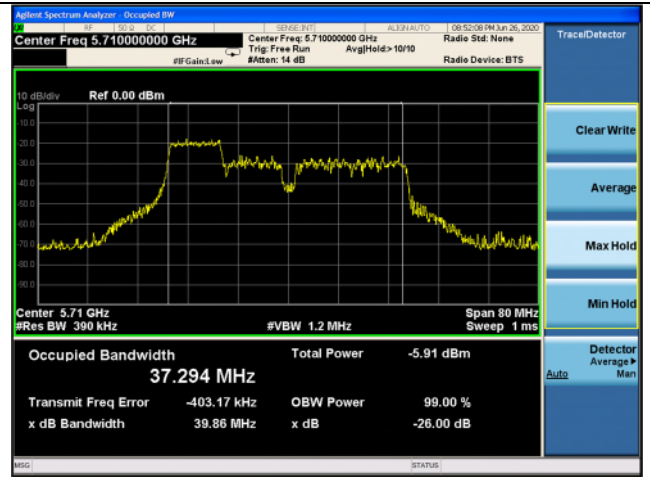 Agilent Spectrum Analyzer - Occupied BW
RF 50 Ω DC SENSE:INT ALIGN AUTO 08:52:08 PM Jun 26, 2020
Center Freq 5.710000000 GHz Center Freq: 5.710000000 GHz Radio Std: None Trace/Detector
Trig: Free Run Avg|Hold:>10/10
#IFGain:Low #Atten: 14 dB Radio Device: BTS
10 dB/div Ref 0.00 dBm
Log
-10.0
-20.0
-30.0
-40.0
-50.0
-60.0
-70.0
-80.0
-90.0
Clear Write
Average
Max Hold
Min Hold
Center 5.71 GHz Span 80 MHz
#Res BW 390 kHz #VBW 1.2 MHz Sweep 1 ms
Occupied Bandwidth Total Power -5.91 dBm
37.294 MHz
Transmit Freq Error -403.17 kHz OBW Power 99.00 %
x dB Bandwidth 39.86 MHz x dB -26.00 dB
Detector
Average▶
Auto Man
MSG STATUS